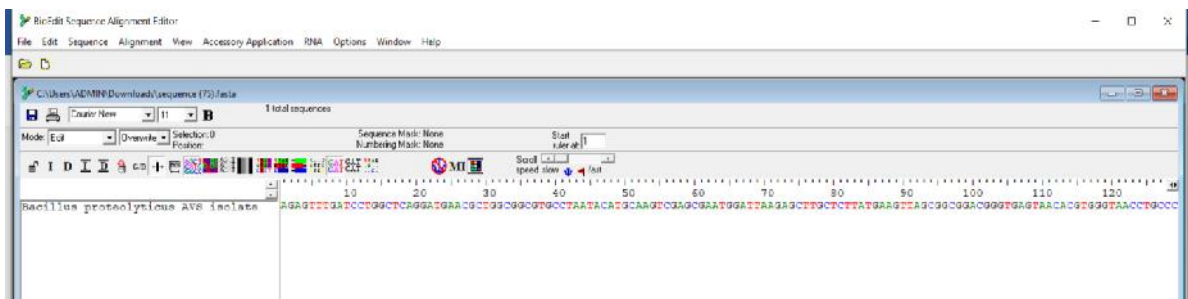 BioEdit Sequence Alignment Editor
File Edit Sequence Alignment View Accessory Application RNA Options Window Help
C:\Users\ADMIN\Downloads\sequence (75).fasta
Courier New 11 B 1 total sequences
Mode: Edit Overwrite Selection: 0 Sequence Mask: None Start
Position: Numbering Mask: None ruler at: 1
I D I D MI Scroll
speed slow fast
10 20 30 40 50 60 70 80 90 100 110 120
Bacillus proteolyticus AVS isolate AGAGTTTGATCCTGGCTCAGGATGAACGCTGGCGGCGTGCCTAATACATGCAAGTCGAGCGAATGGATTAAGAGCTTGCTCTTATGAAGTTAGCGGCGGACGGGTGAGTAACACGTGGGTAACCTGCCC